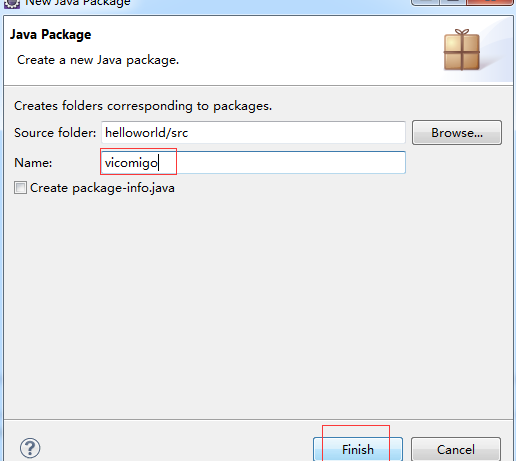 New Java Package
Java Package
Create a new Java package.
Creates folders corresponding to packages.
Source folder: helloworld/src Browse...
Name: vicomigo
Create package-info.java
? Finish Cancel